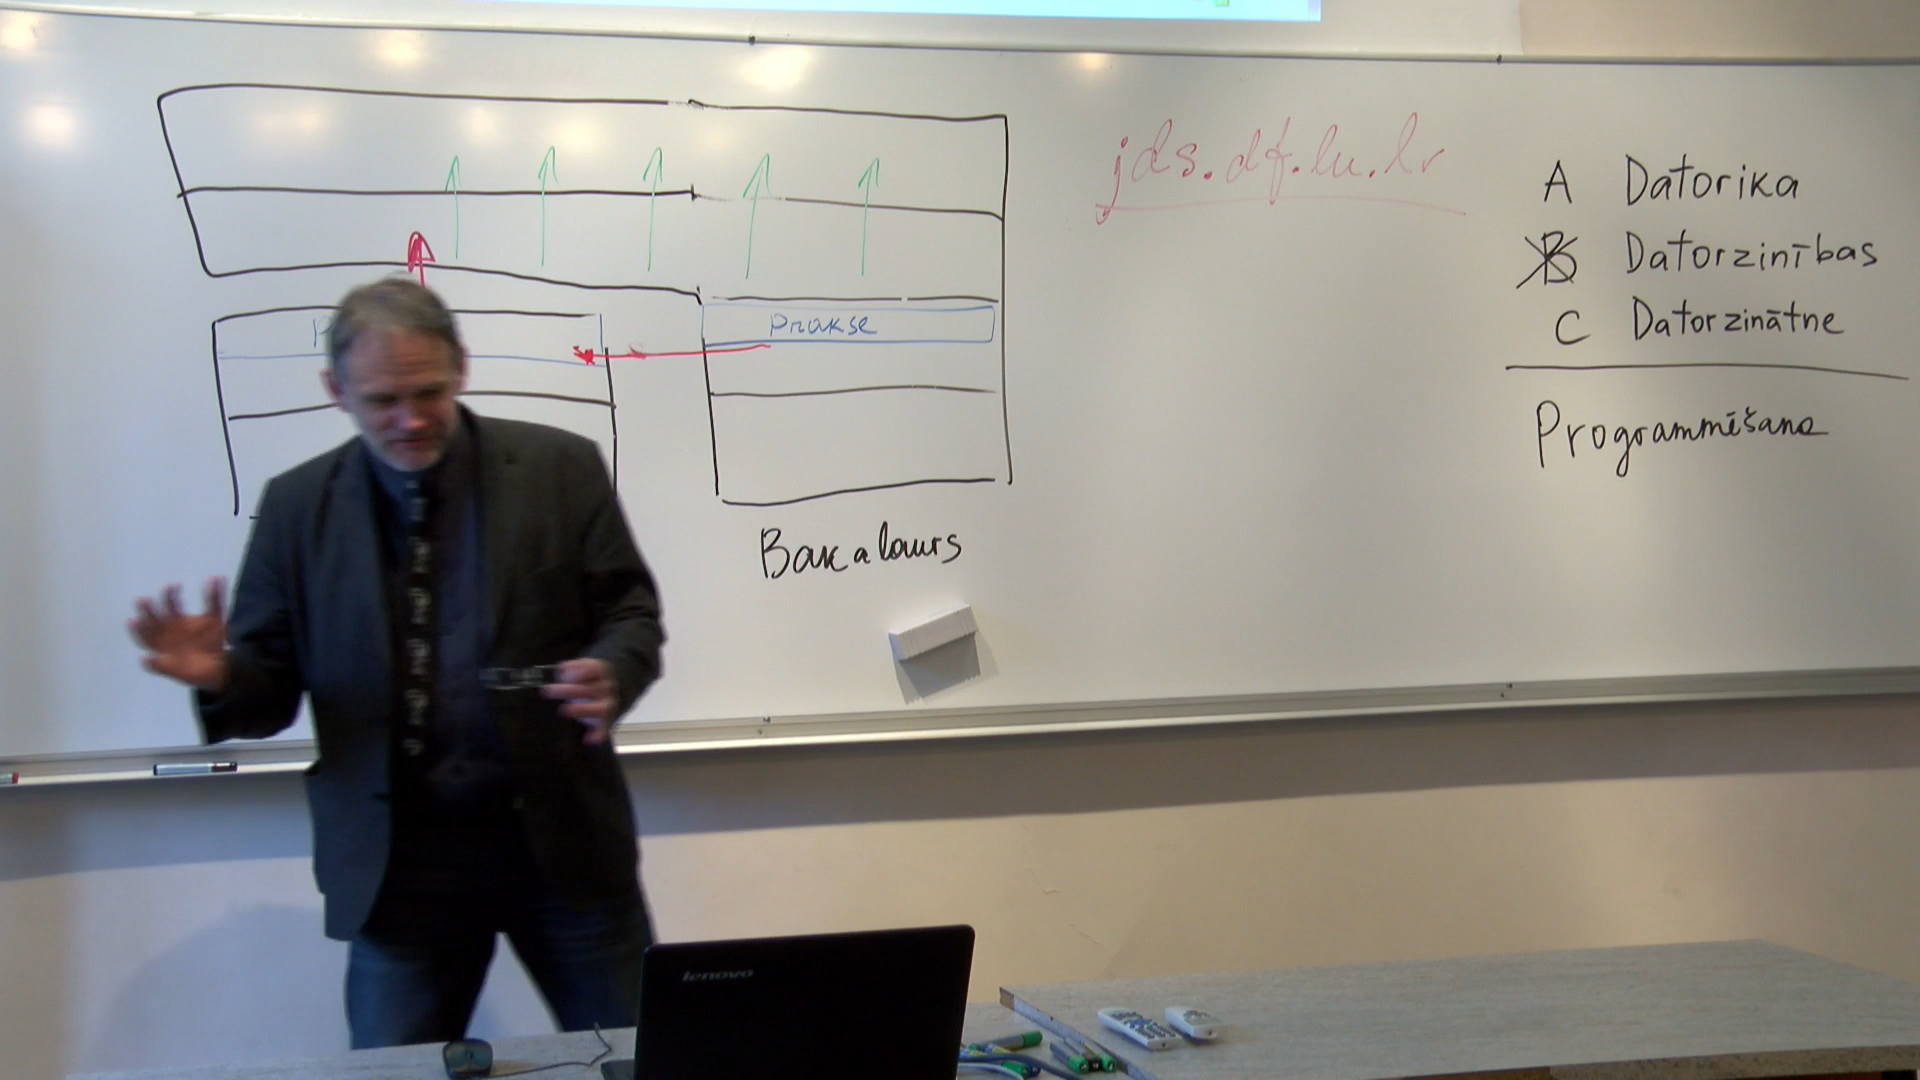 jds.df.lu.lv
A Datorika
B Datorzinības
C Datorzinātne
Programmēšana
Prakse
Bakalaurs
lenovo